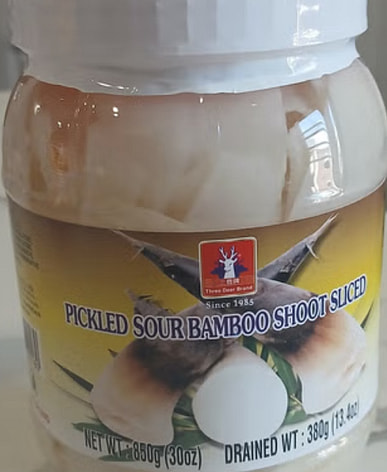 Three Deer Brand
Since 1985
PICKLED SOUR BAMBOO SHOOT SLICED
NET WT : 850g (30oz)
DRAINED WT : 380g (13.4oz)